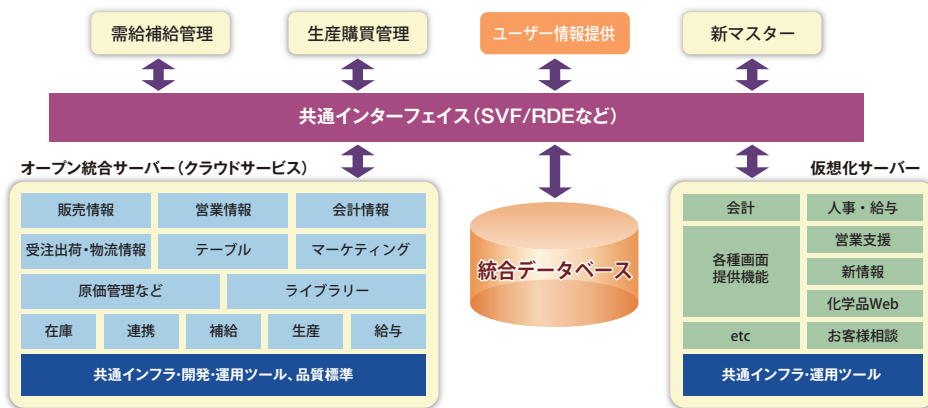 需給補給管理
生産購買管理
ユーザー情報提供
新マスター
共通インターフェイス(SVF/RDEなど)
オープン統合サーバー(クラウドサービス)
販売情報
営業情報
会計情報
受注出荷・物流情報
テーブル
マーケティング
原価管理など
ライブラリー
在庫
連携
補給
生産
給与
共通インフラ・開発・運用ツール、品質標準
統合データベース
仮想化サーバー
会計
人事・給与
各種画面
提供機能
営業支援
新情報
化学品Web
etc
お客様相談
共通インフラ・運用ツール